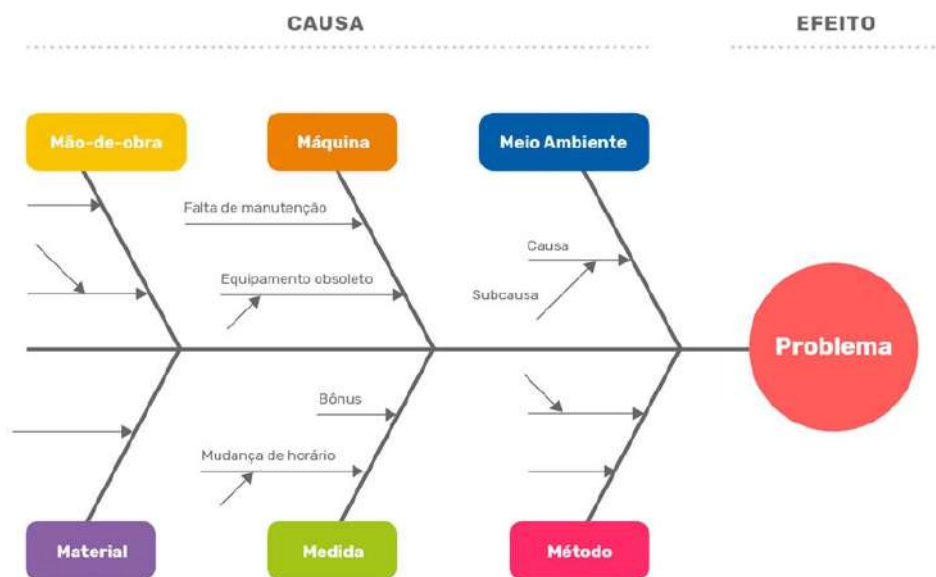 CAUSA
EFEITO
Mão-de-obra
Máquina
Meio Ambiente
Falta de manutenção
Causa
Equipamento obsoleto
Subcausa
Problema
Bônus
Mudança de horário
Material
Medida
Método